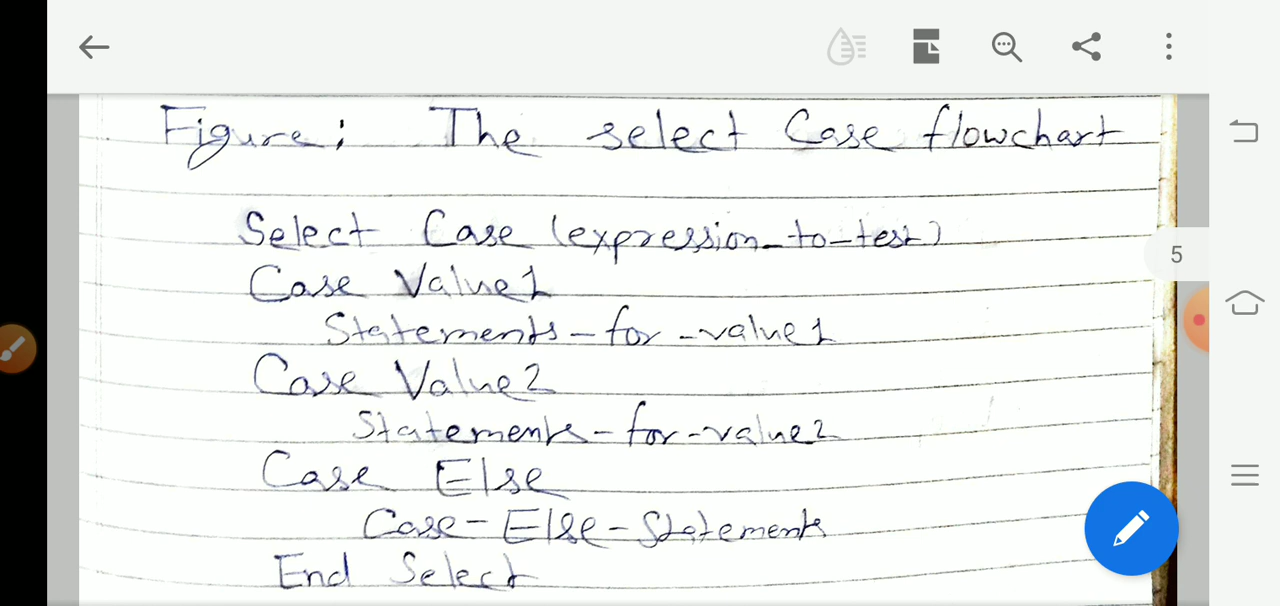 Figure: The select Case flowchart
Select Case (expression-to-test)
Case Value1
Statements-for-value1
Case Value2
Statements-for-value2
Case Else
Case-Else-Statements
End Select
5